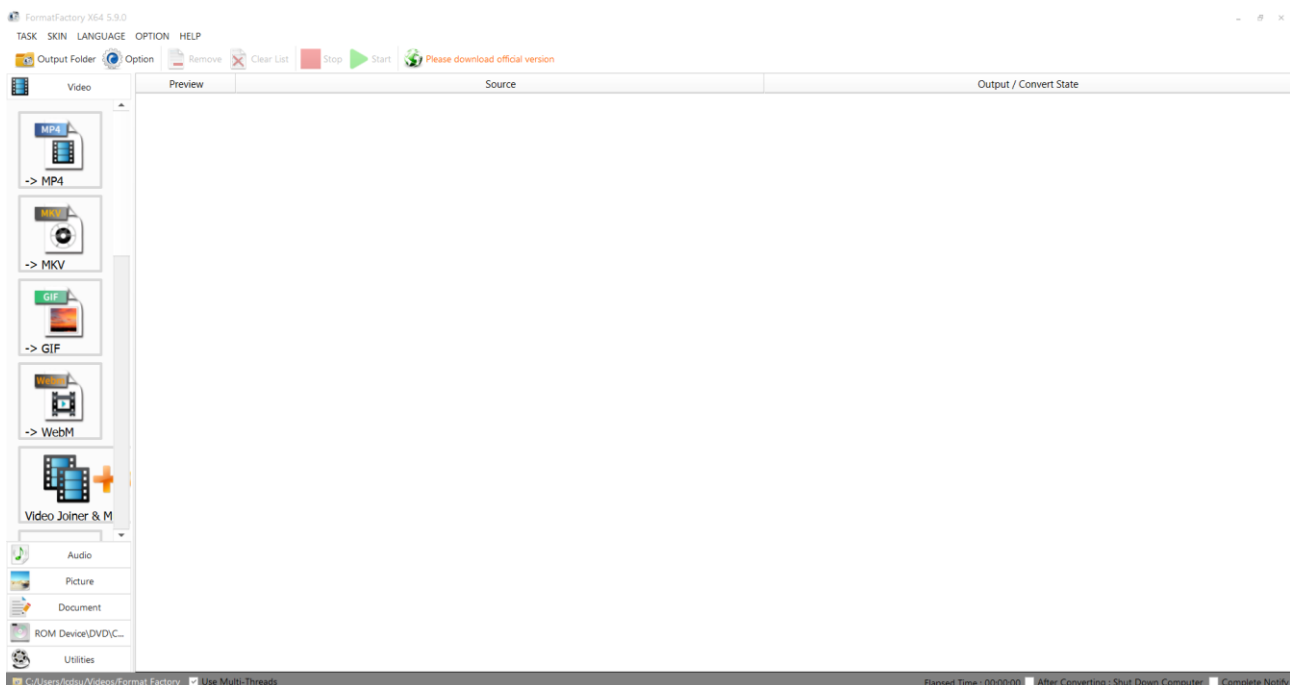 FormatFactory X64 5.9.0
TASK SKIN LANGUAGE OPTION HELP
Output Folder Option Remove Clear List Stop Start Please download official version
Video Preview Source Output / Convert State
MP4
-> MP4
MKV
-> MKV
GIF
-> GIF
WebM
-> WebM
Video Joiner & M
Audio
Picture
Document
ROM Device\DVD\C...
Utilities
C:/Users/lcdsu/Videos/Format Factory Use Multi-Threads Elapsed Time : 00:00:00 After Converting : Shut Down Computer Complete Notify